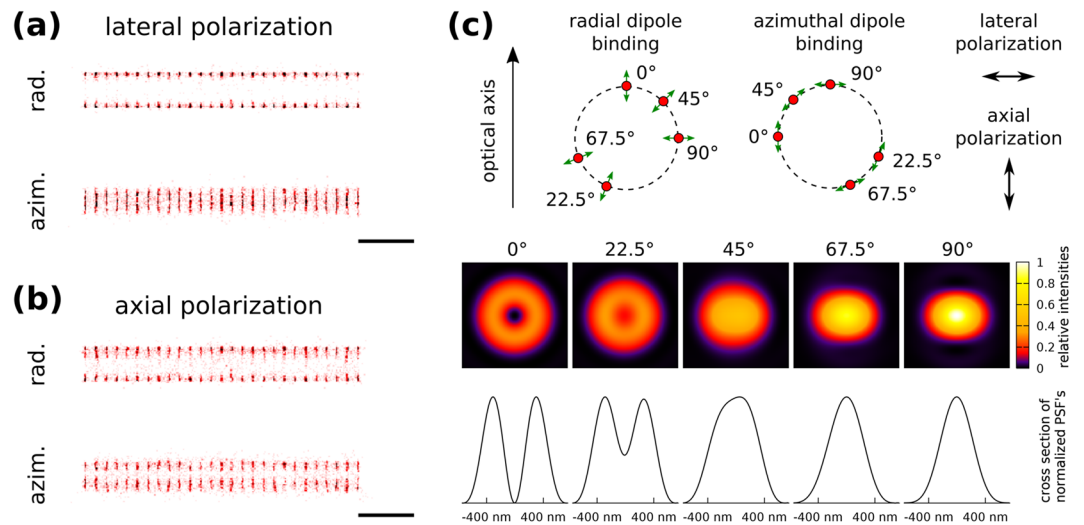 (a)
lateral polarization
rad.
azim.
(b)
axial polarization
rad.
azim.
(c)
radial dipole
binding
azimuthal dipole
binding
lateral
polarization
axial
polarization
optical axis
0°
45°
67.5°
90°
22.5°
90°
45°
0°
22.5°
67.5°
0°
22.5°
45°
67.5°
90°
1
0.8
0.6
0.4
0.2
0
relative intensities
cross section of
normalized PSF's
-400 nm
400 nm
-400 nm
400 nm
-400 nm
400 nm
-400 nm
400 nm
-400 nm
400 nm